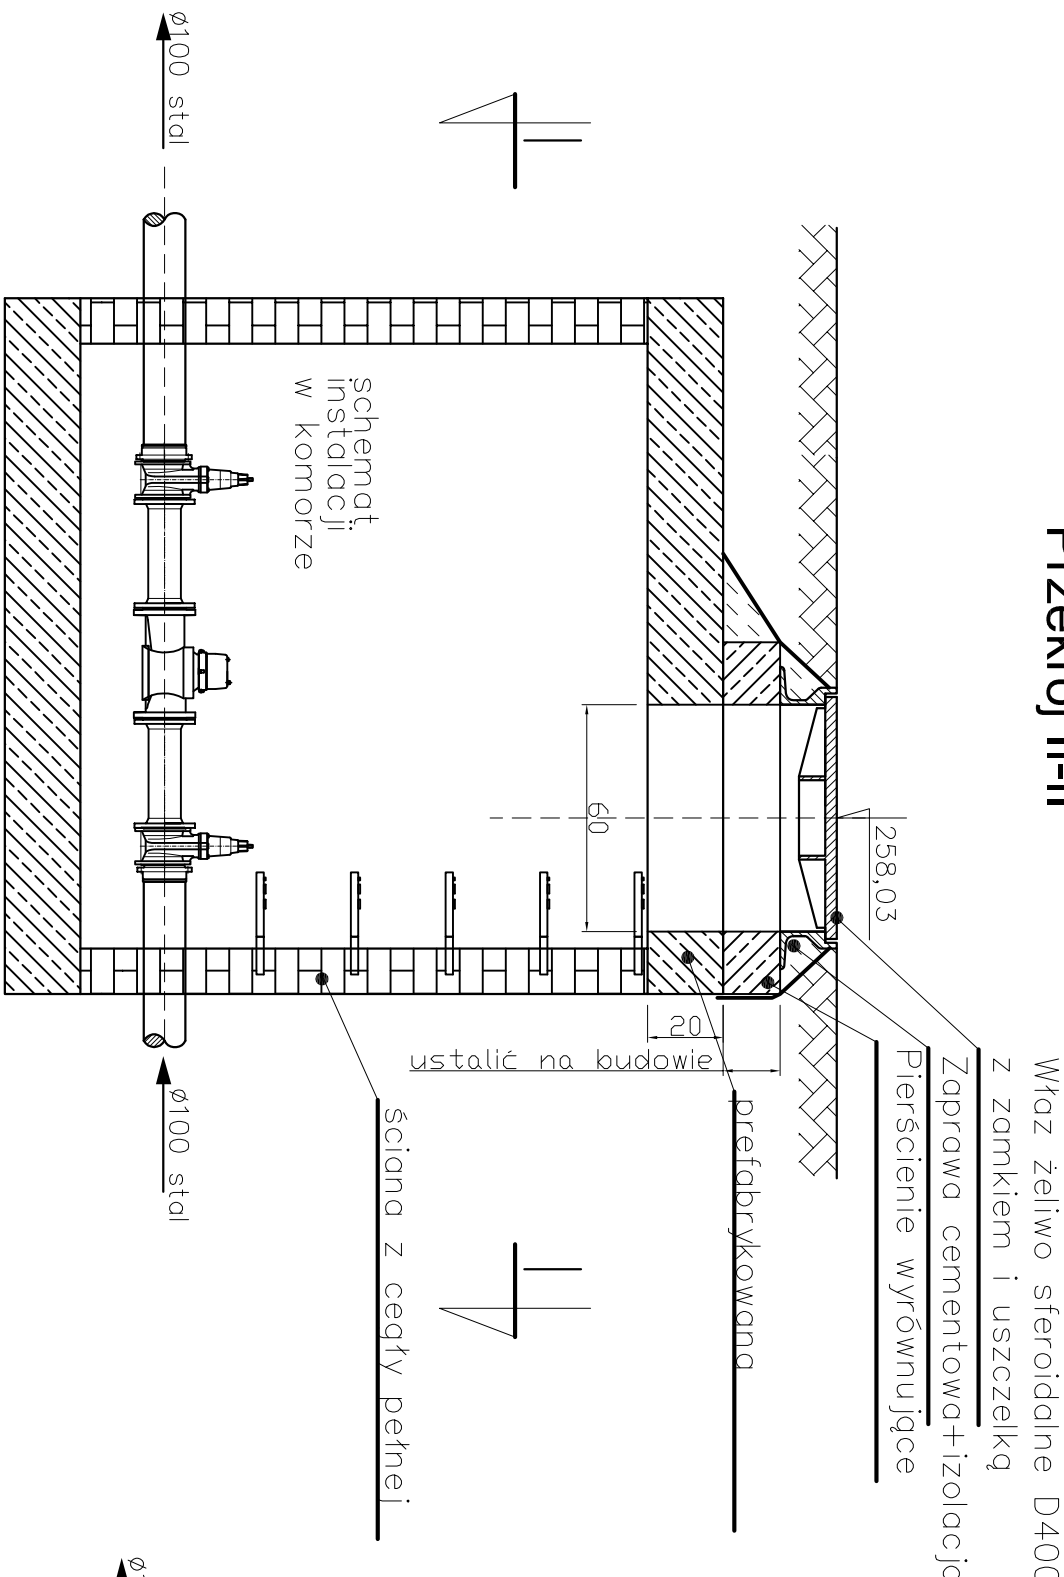 Przekrój II-II
Właz żeliwo sferoidalne D400
z zamkiem i uszczelką
Zaprawa cementowa+izolacja
Pierścienie wyrównujące
258,03
60
20
ustalić na budowie
prefabrykowana
ściana z cegły pełnej
schemat
instalacji
w komorze
I
I
ø100 stal
ø100 stal